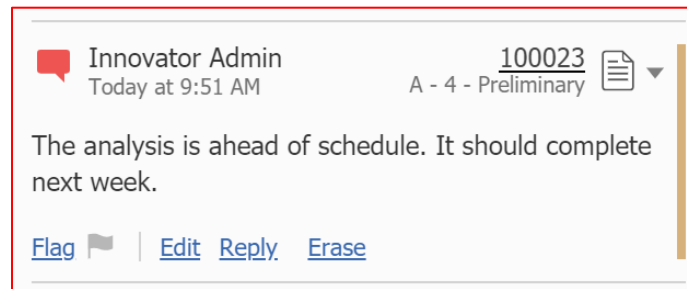 Innovator Admin
100023
Today at 9:51 AM
A - 4 - Preliminary
The analysis is ahead of schedule. It should complete
next week.
Flag
Edit Reply Erase